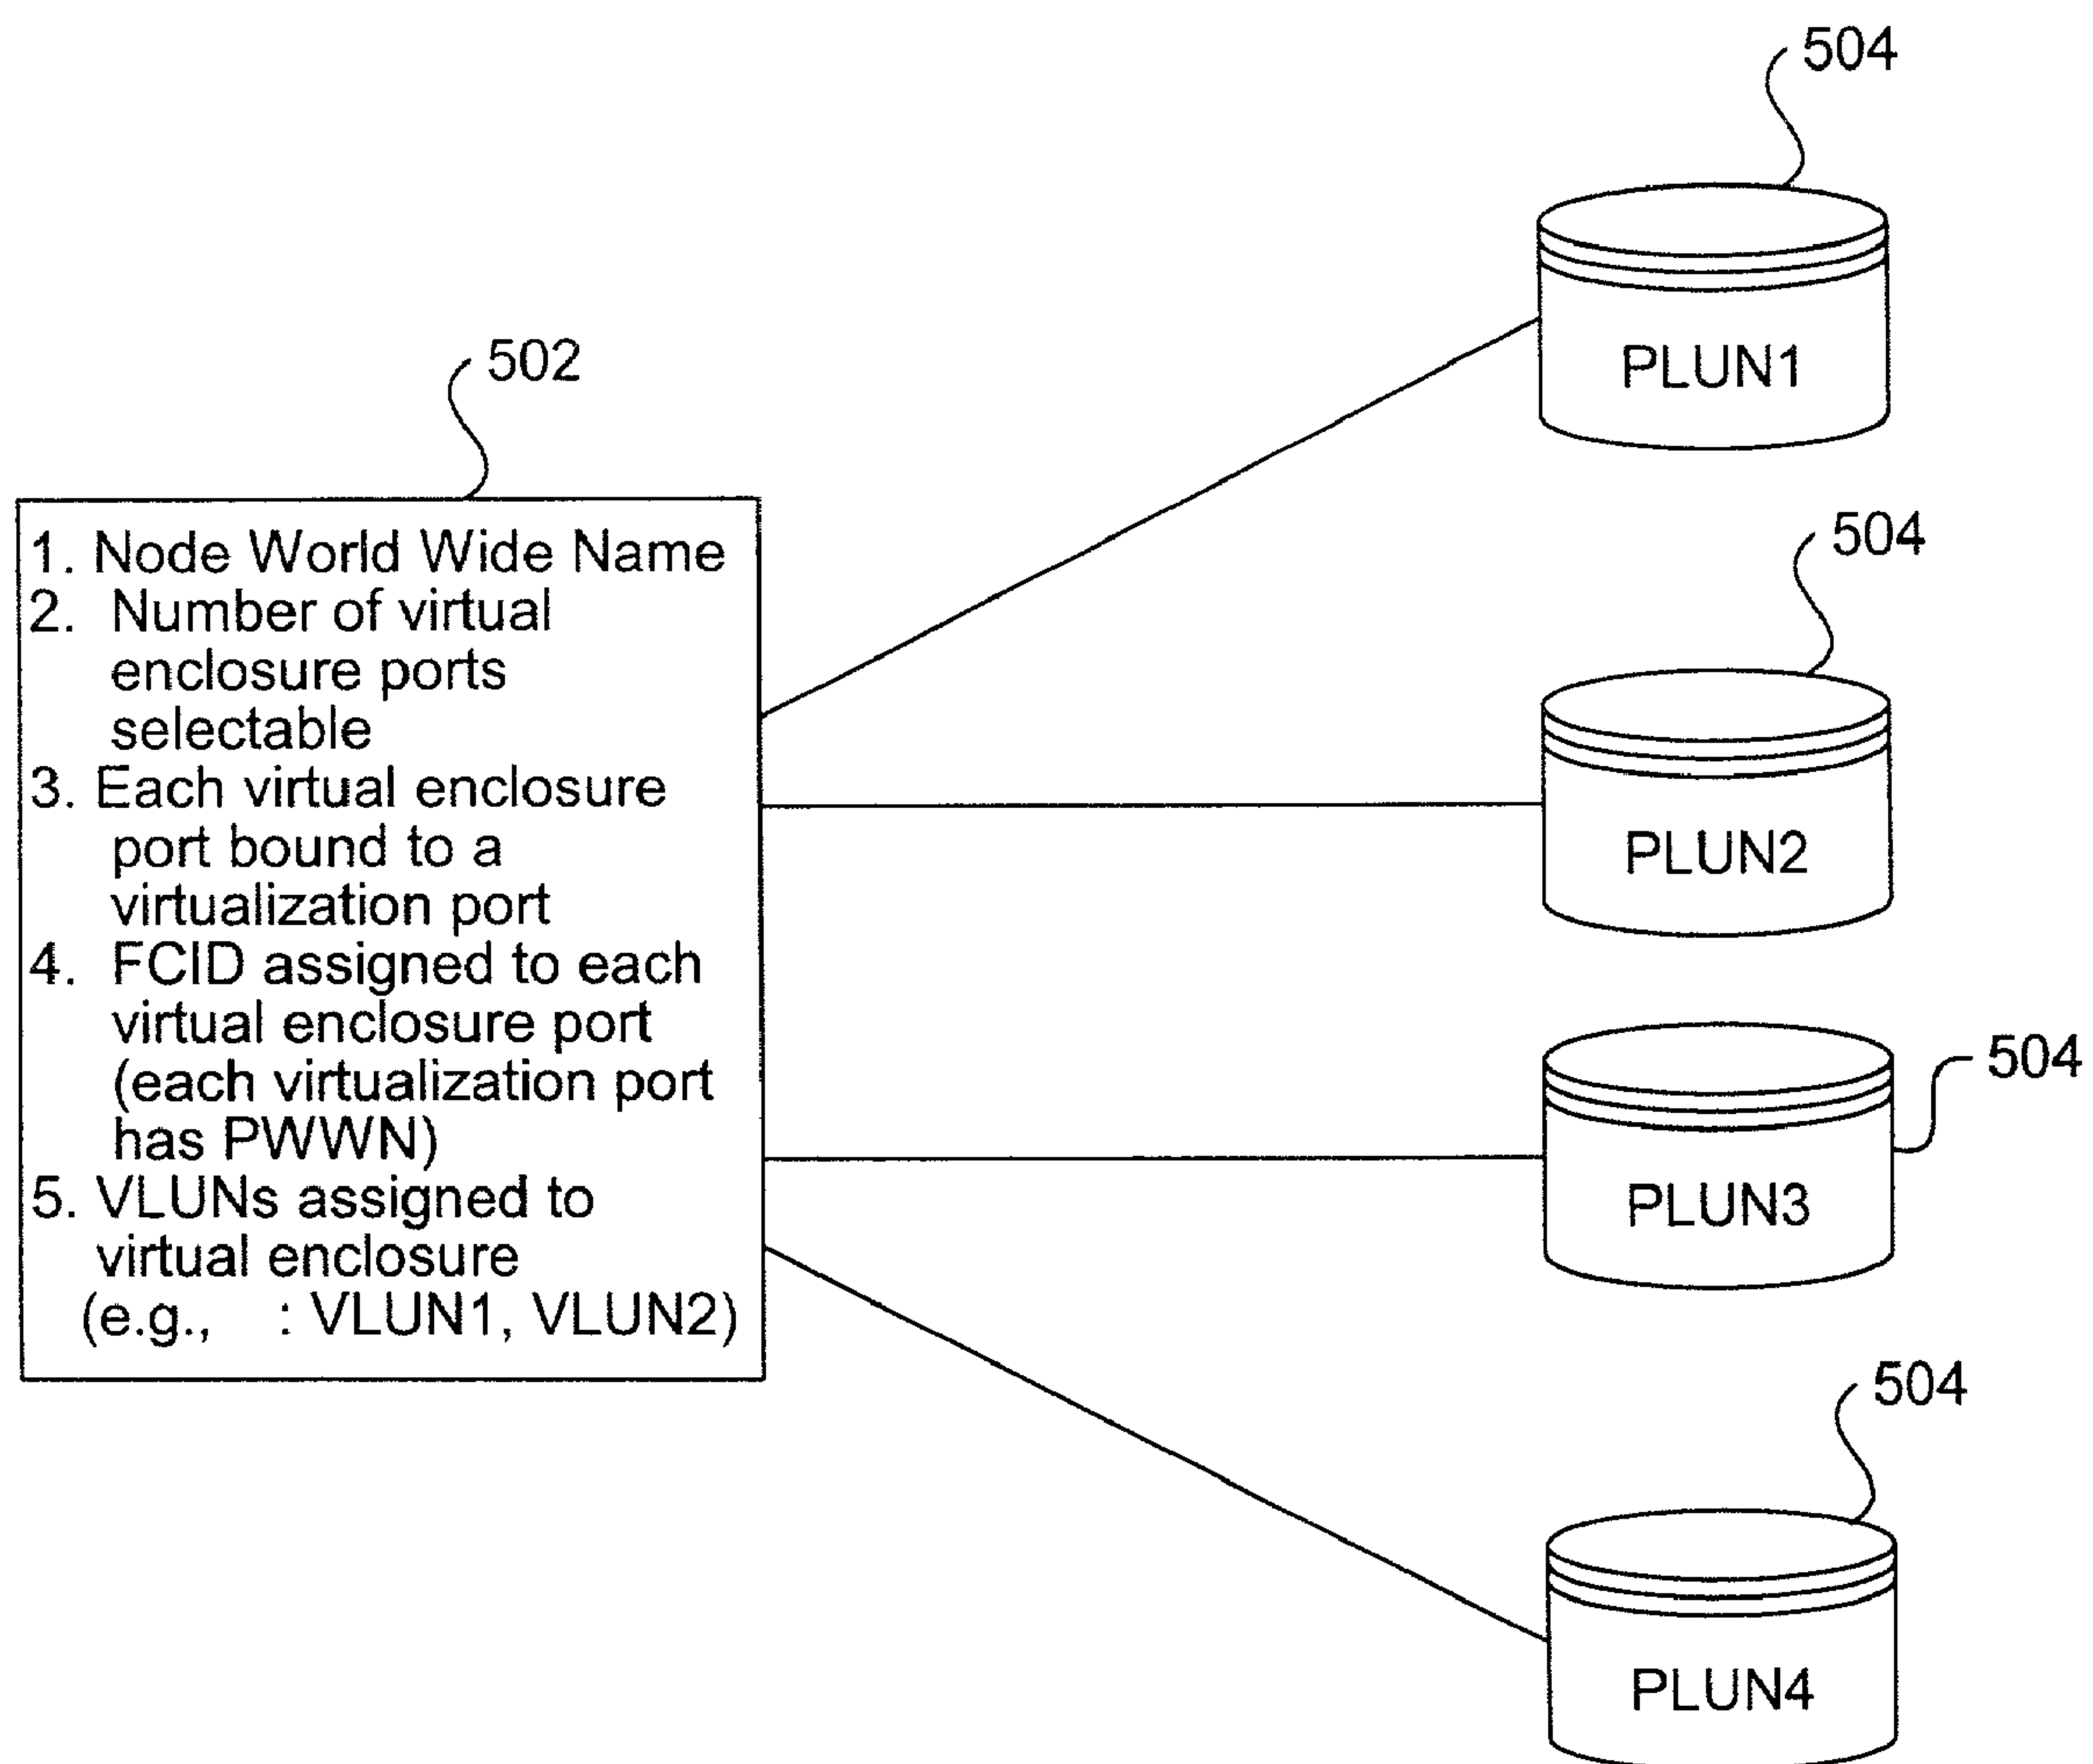 504
PLUN1
502
1. Node World Wide Name
2. Number of virtual
enclosure ports
selectable
3. Each virtual enclosure
port bound to a
virtualization port
4. FCID assigned to each
virtual enclosure port
(each virtualization port
has PWWN)
5. VLUNs assigned to
virtual enclosure
(e.g., : VLUN1, VLUN2)
504
PLUN2
504
PLUN3
504
PLUN4